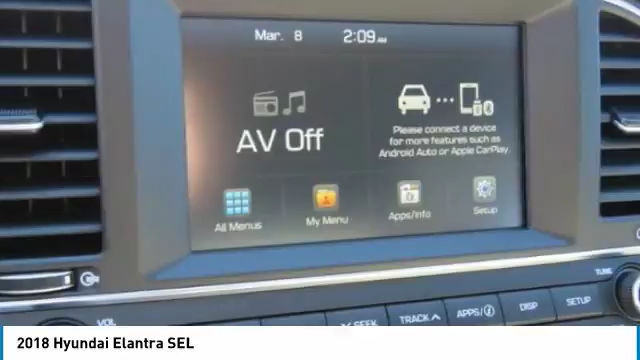 Mar. 8 2:09 AM
AV Off
Please connect a device
for more features such as
Android Auto or Apple CarPlay.
All Menus
My Menu
Apps/Info
Setup
VOL
SEEK
TRACK
APPS/
DISP
SETUP
TUNE
2018 Hyundai Elantra SEL